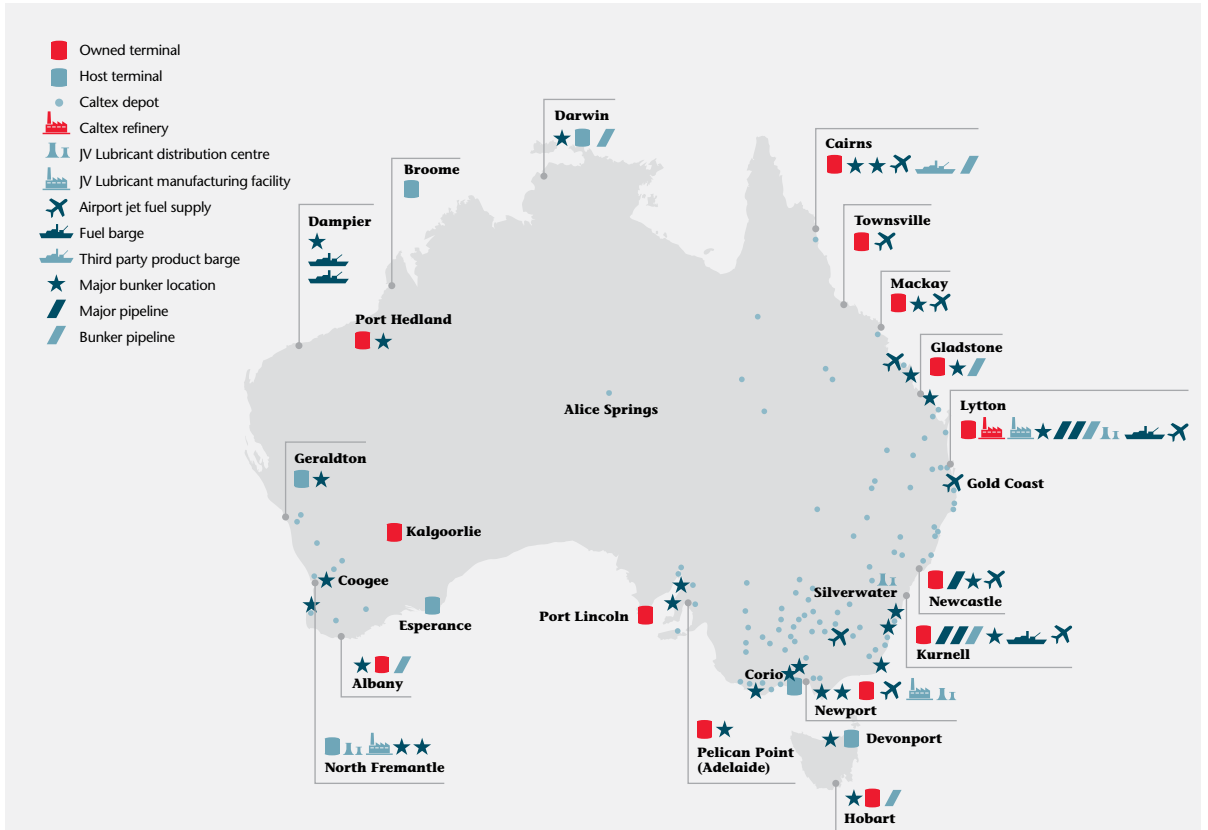 Owned terminal
Host terminal
Caltex depot
Caltex refinery
JV Lubricant distribution centre
JV Lubricant manufacturing facility
Airport jet fuel supply
Fuel barge
Third party product barge
Major bunker location
Major pipeline
Bunker pipeline
Darwin
Cairns
Broome
Dampier
Townsville
Mackay
Port Hedland
Gladstone
Alice Springs
Lytton
Geraldton
Gold Coast
Kalgoorlie
Coogee
Silverwater
Newcastle
Esperance
Port Lincoln
Kurnell
Corio
Albany
Newport
Devonport
Pelican Point
(Adelaide)
North Fremantle
Hobart